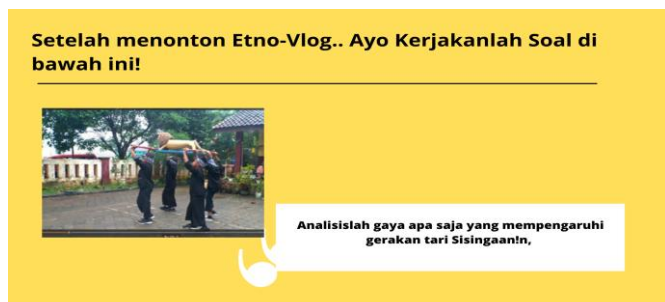 Setelah menonton Etno-Vlog.. Ayo Kerjakanlah Soal di
bawah ini!
Analisislah gaya apa saja yang mempengaruhi
gerakan tari Sisingaan!n,